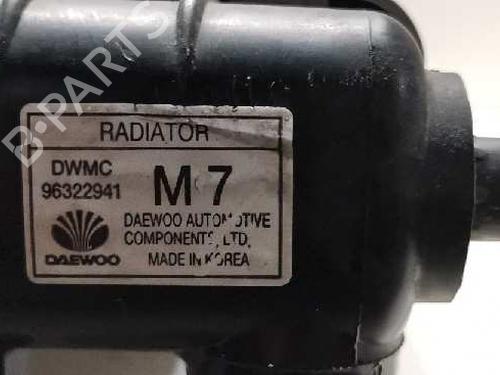 B-PARTS
RADIATOR
DWMC
96322941
M 7
DAEWOO
DAEWOO AUTOMOTIVE
COMPONENTS, LTD.
MADE IN KOREA